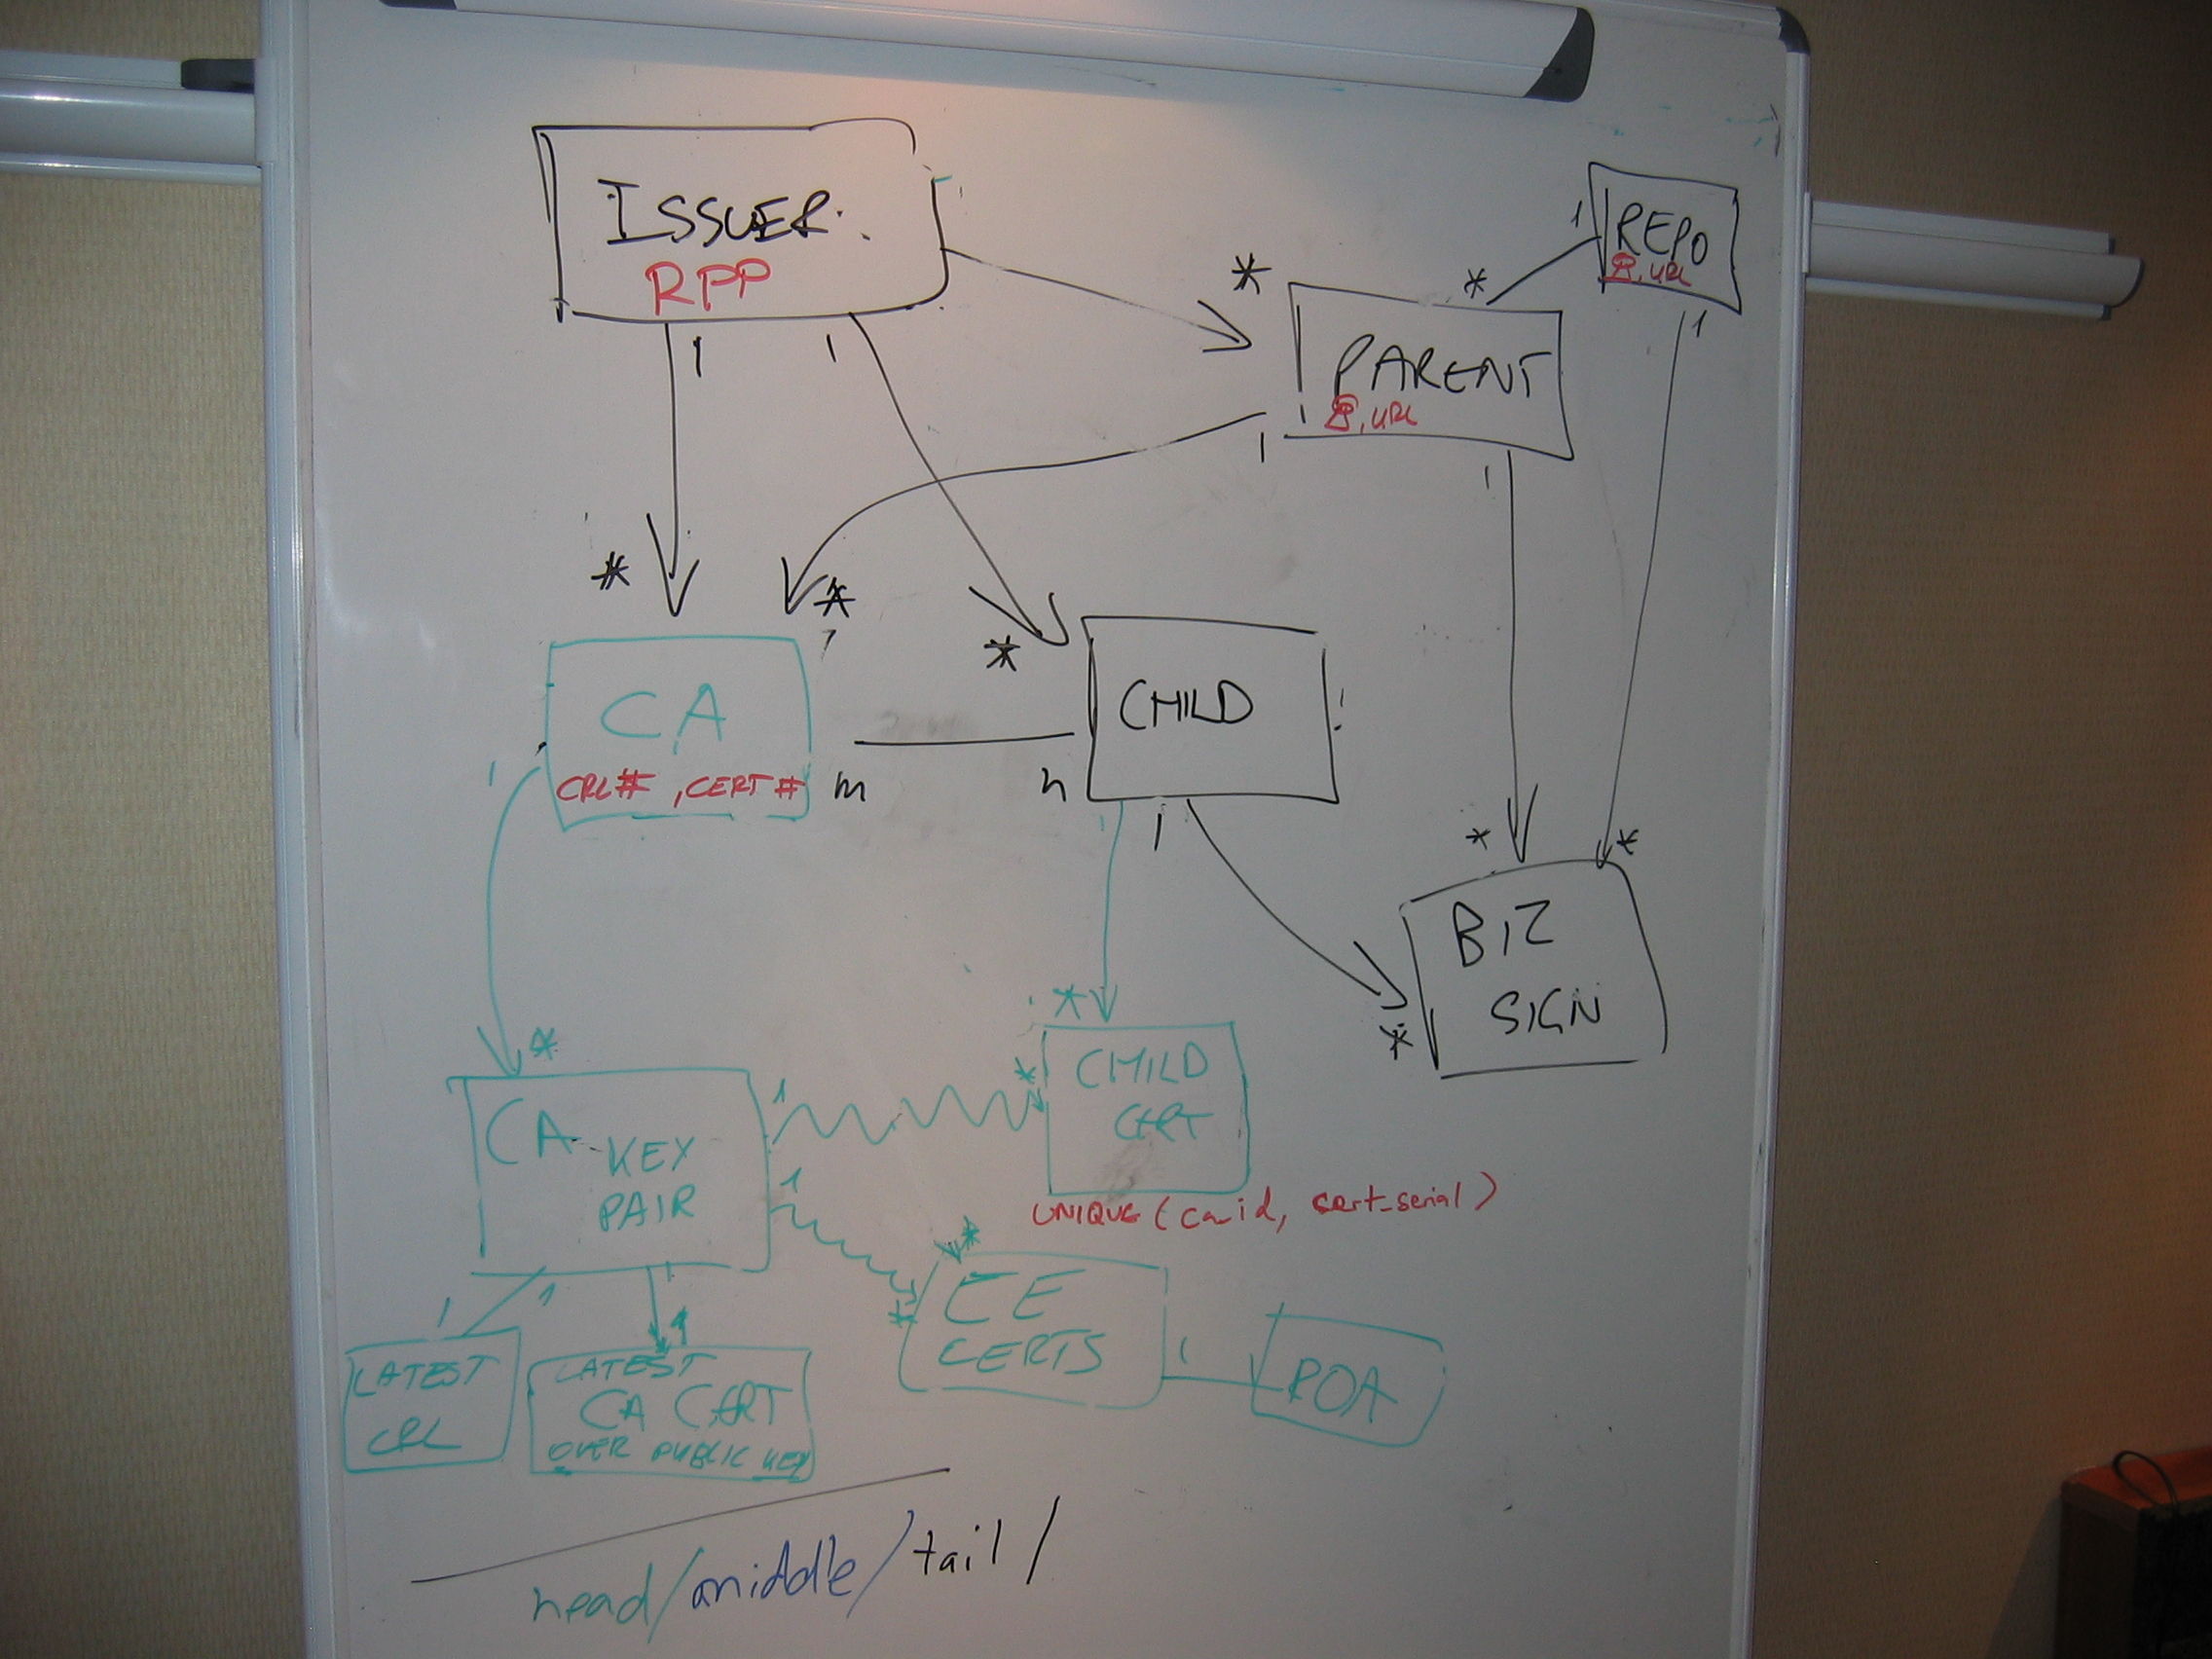 ISSUER:
RPP
1
1
*
*
1
REPO
, URL
1
PARENT
, URL
1
1
*
*
*
CA
CRL# , CERT #
m
n
CHILD
1
1
1
*
*
BIZ
SIGN
*
*
*
CA KEY
PAIR
1
*
CHILD
CERT
UNIQUE (ca_id, cert_serial)
1
*
*
CERTS
1
ROA
1
1
1
LATEST
CRL
LATEST
CA CERT
OVER PUBLIC KEY
head/middle/tail/